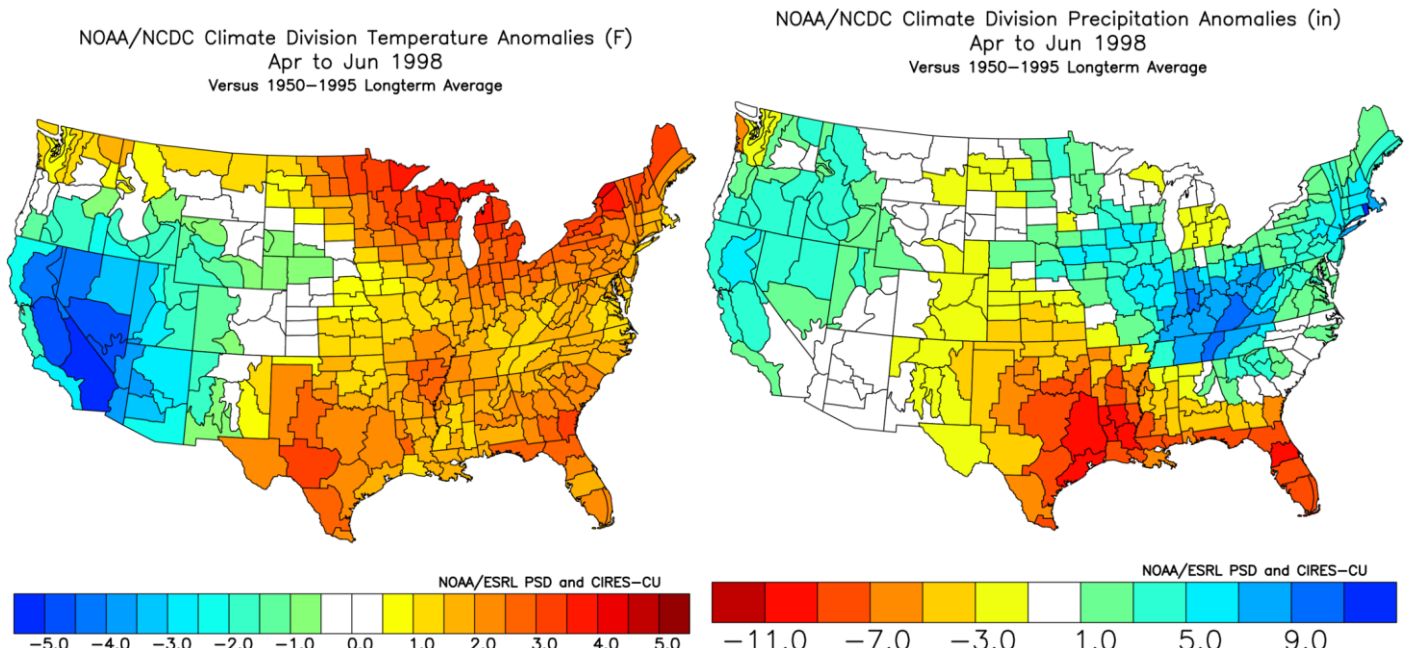 NOAA/NCDC Climate Division Temperature Anomalies (F)
Apr to Jun 1998
Versus 1950−1995 Longterm Average
NOAA/ESRL PSD and CIRES−CU
−5.0 −4.0 −3.0 −2.0 −1.0 0.0 1.0 2.0 3.0 4.0 5.0
NOAA/NCDC Climate Division Precipitation Anomalies (in)
Apr to Jun 1998
Versus 1950−1995 Longterm Average
NOAA/ESRL PSD and CIRES−CU
−11.0 −7.0 −3.0 1.0 5.0 9.0